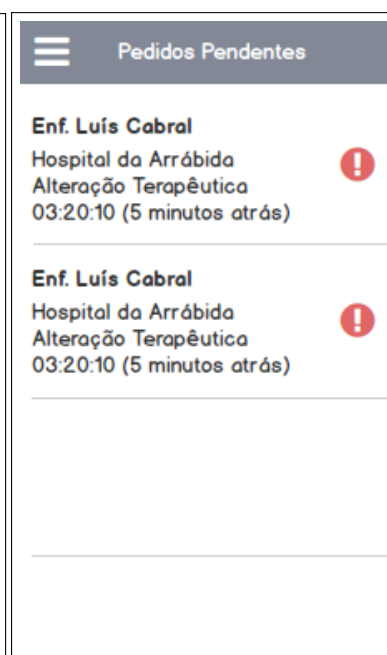 Pedidos Pendentes
Enf. Luís Cabral
Hospital da Arrábida
Alteração Terapêutica
03:20:10 (5 minutos atrás)
Enf. Luís Cabral
Hospital da Arrábida
Alteração Terapêutica
03:20:10 (5 minutos atrás)